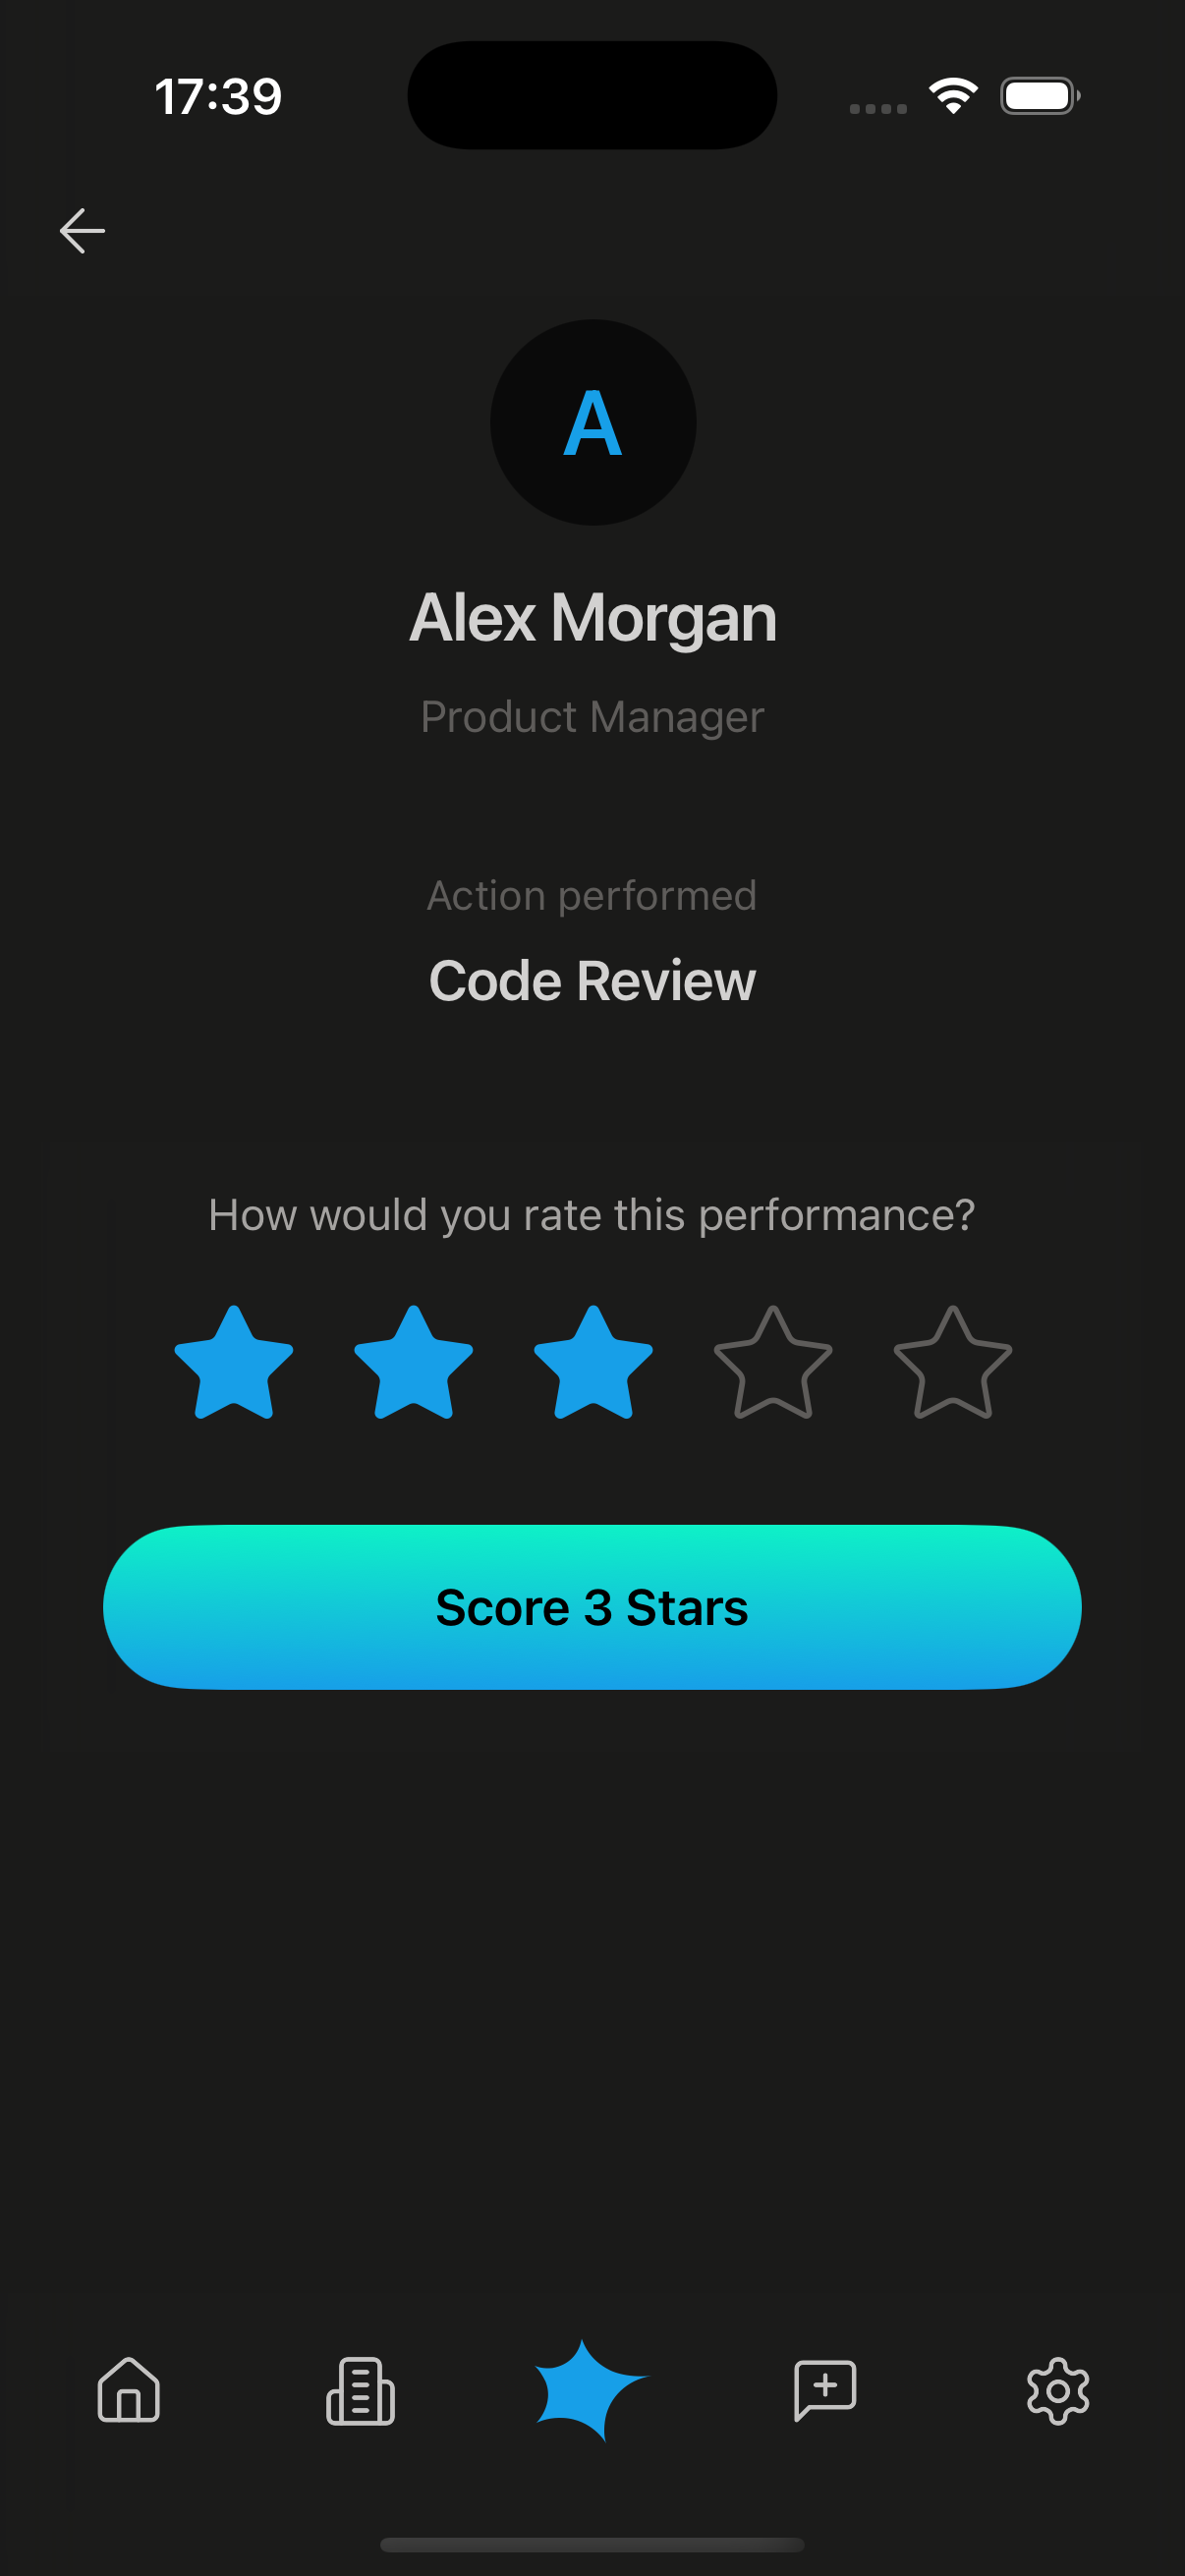 17:39
A
Alex Morgan
Product Manager
Action performed
Code Review
How would you rate this performance?
Score 3 Stars